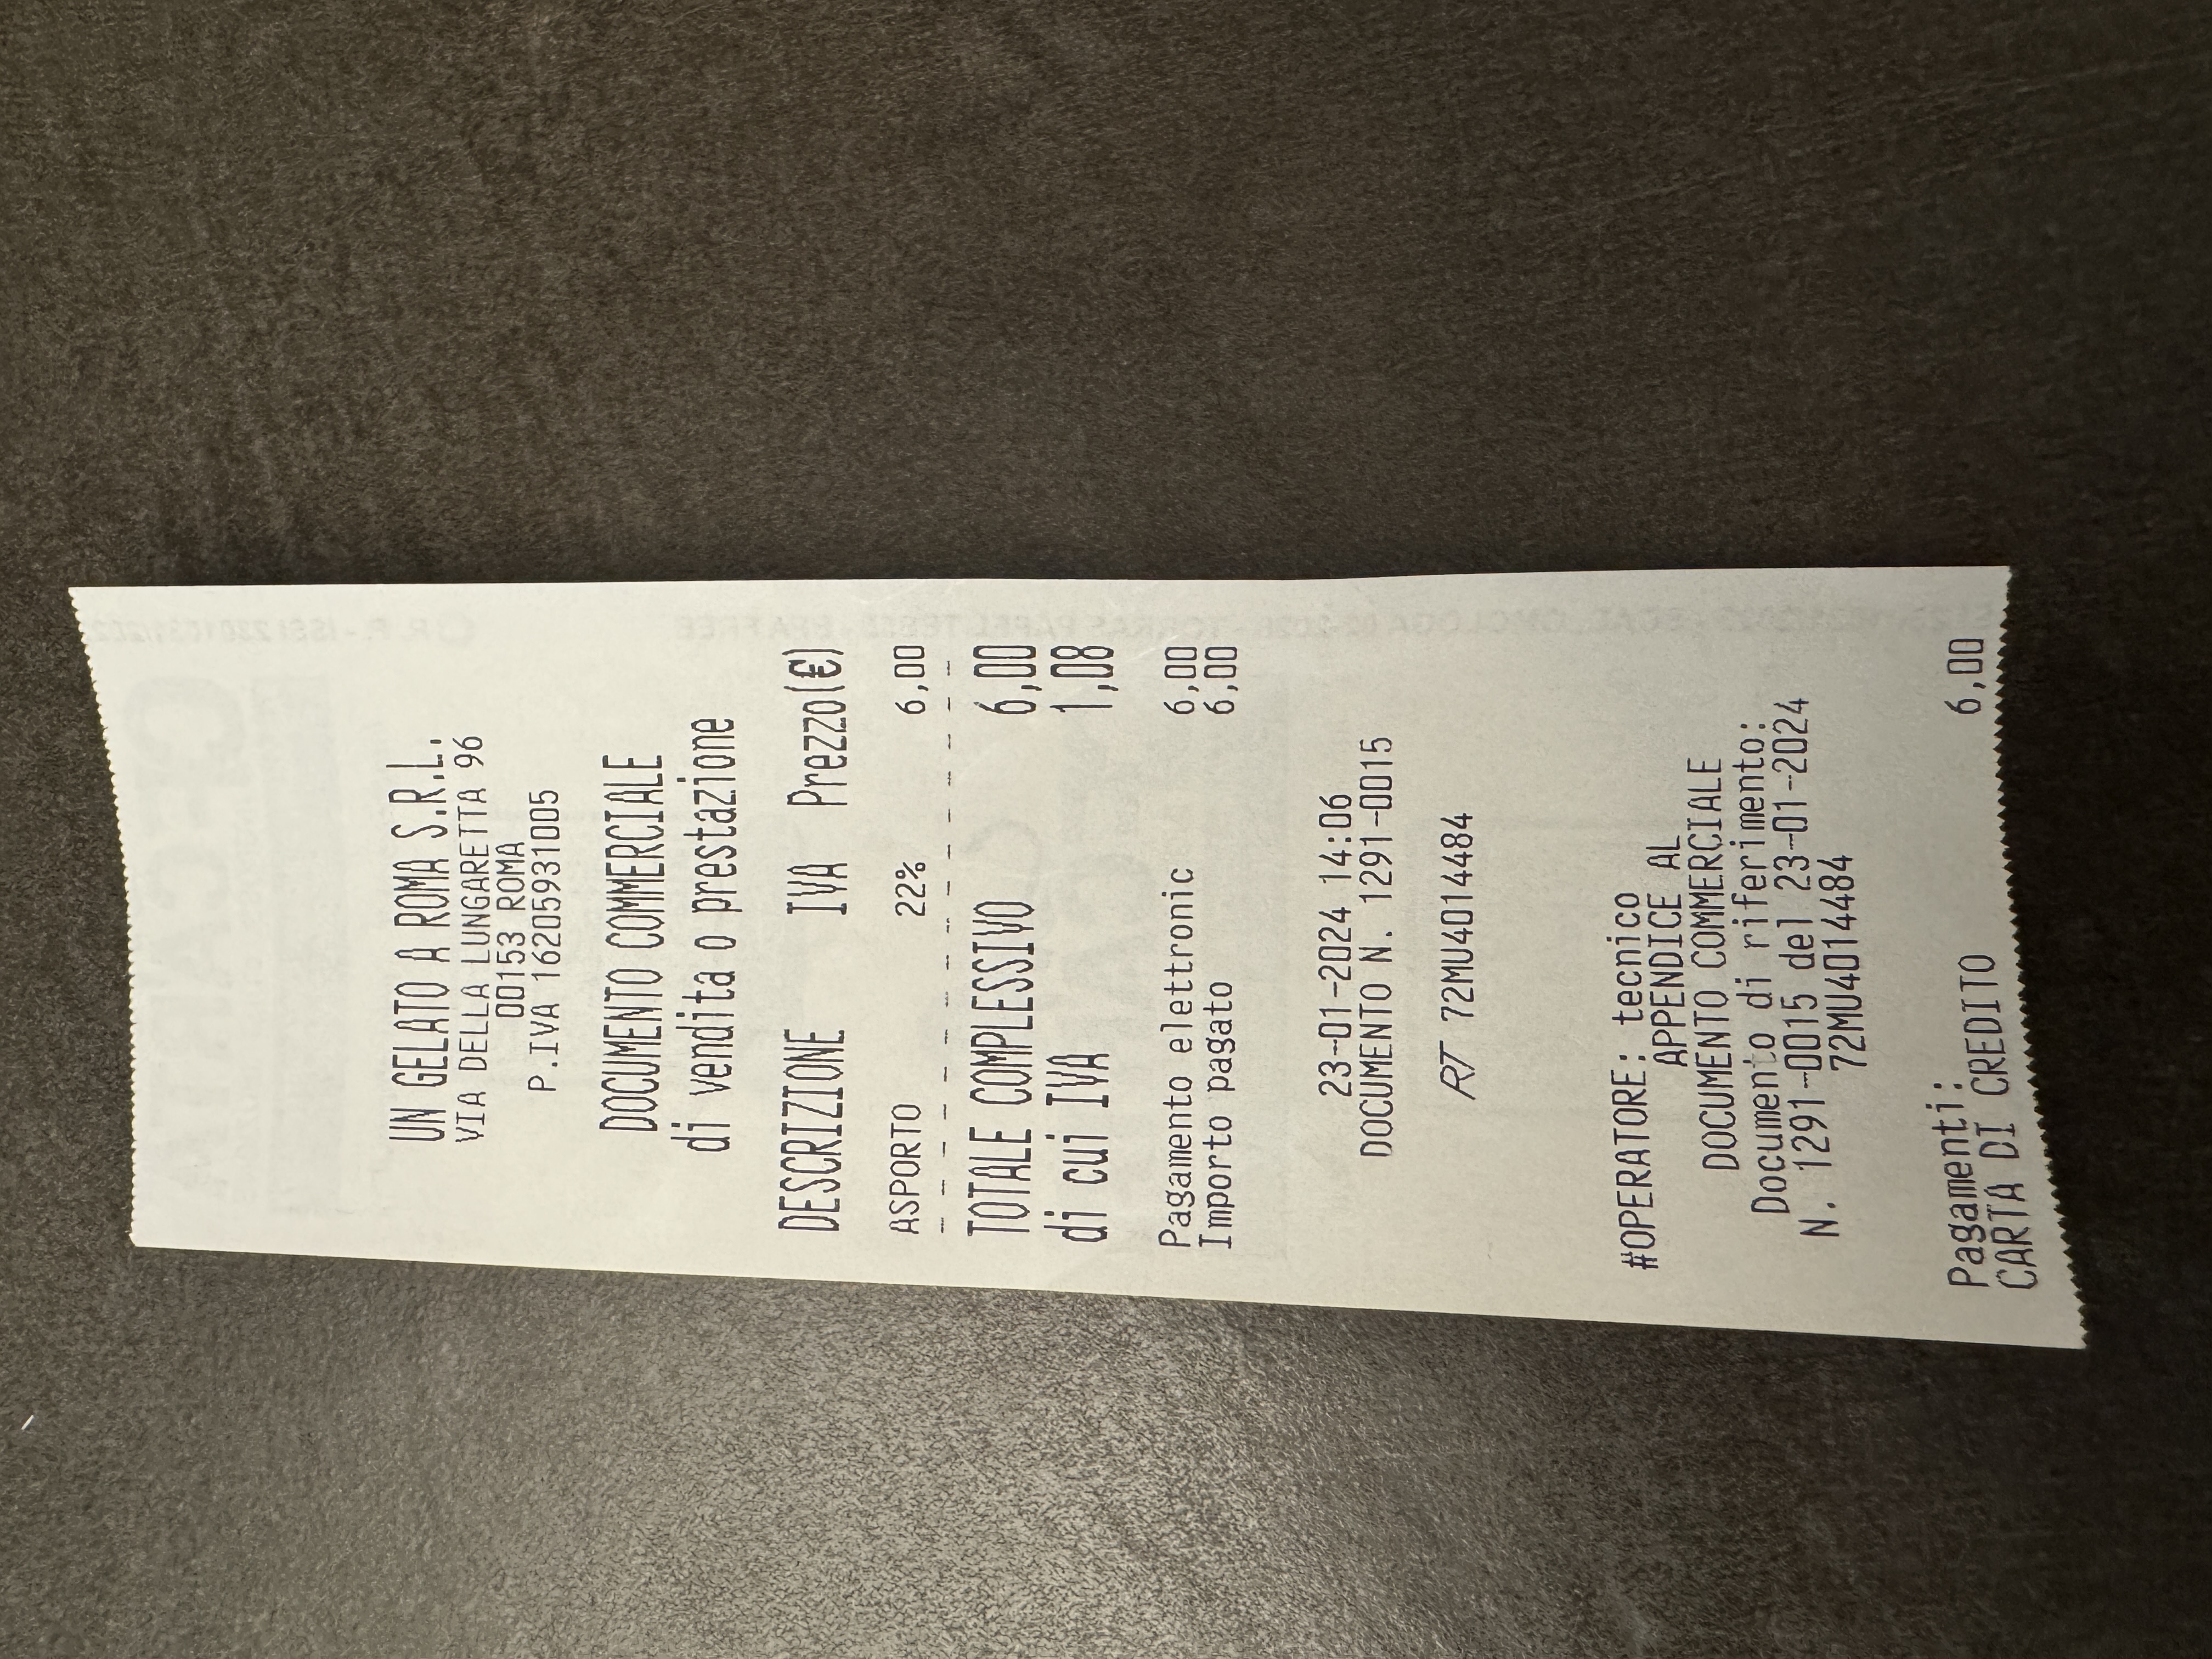 UN GELATO A ROMA S.R.L.
VIA DELLA LUNGARETTA 96
00153 ROMA
P.IVA 16205931005
DOCUMENTO COMMERCIALE
di vendita o prestazione
DESCRIZIONE IVA Prezzo(€)
ASPORTO 22% 6,00
TOTALE COMPLESSIVO 6,00
di cui IVA 1,08
Pagamento elettronic 6,00
Importo pagato 6,00
23-01-2024 14:06
DOCUMENTO N. 1291-0015
RT 72MU4014484
#OPERATORE: tecnico
APPENDICE AL
DOCUMENTO COMMERCIALE
Documento di riferimento:
N. 1291-0015 del 23-01-2024
72MU4014484
Pagamenti:
CARTA DI CREDITO 6,00